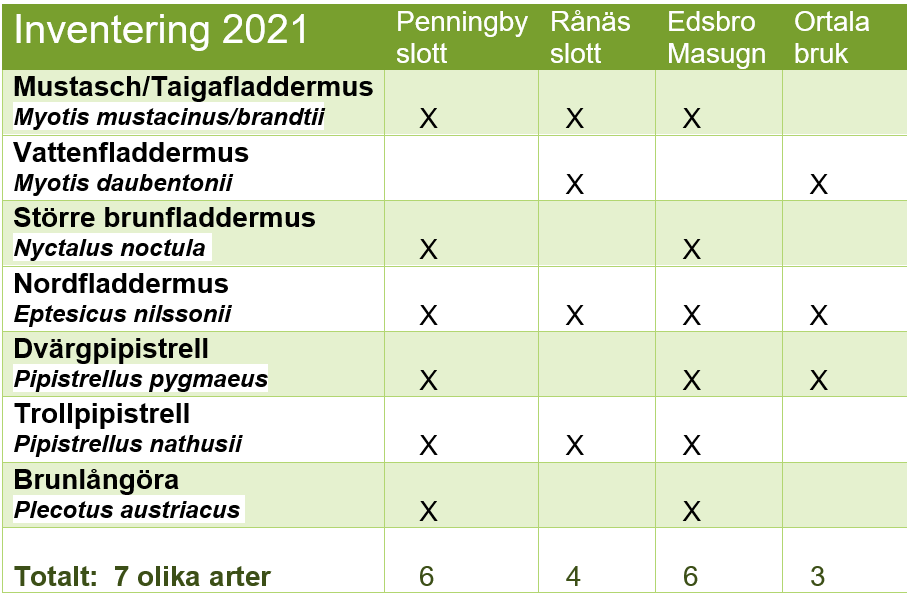 Inventering 2021 Penningby slott Rånäs slott Edsbro Masugn Ortala bruk
Mustasch/Taigafladdermus
Myotis mustacinus/brandtii X X X
Vattenfladdermus
Myotis daubentonii X X
Större brunfladdermus
Nyctalus noctula X X
Nordfladdermus
Eptesicus nilssonii X X X X
Dvärgpipistrell
Pipistrellus pygmaeus X X X
Trollpipistrell
Pipistrellus nathusii X X X
Brunlångöra
Plecotus austriacus X X
Totalt: 7 olika arter 6 4 6 3